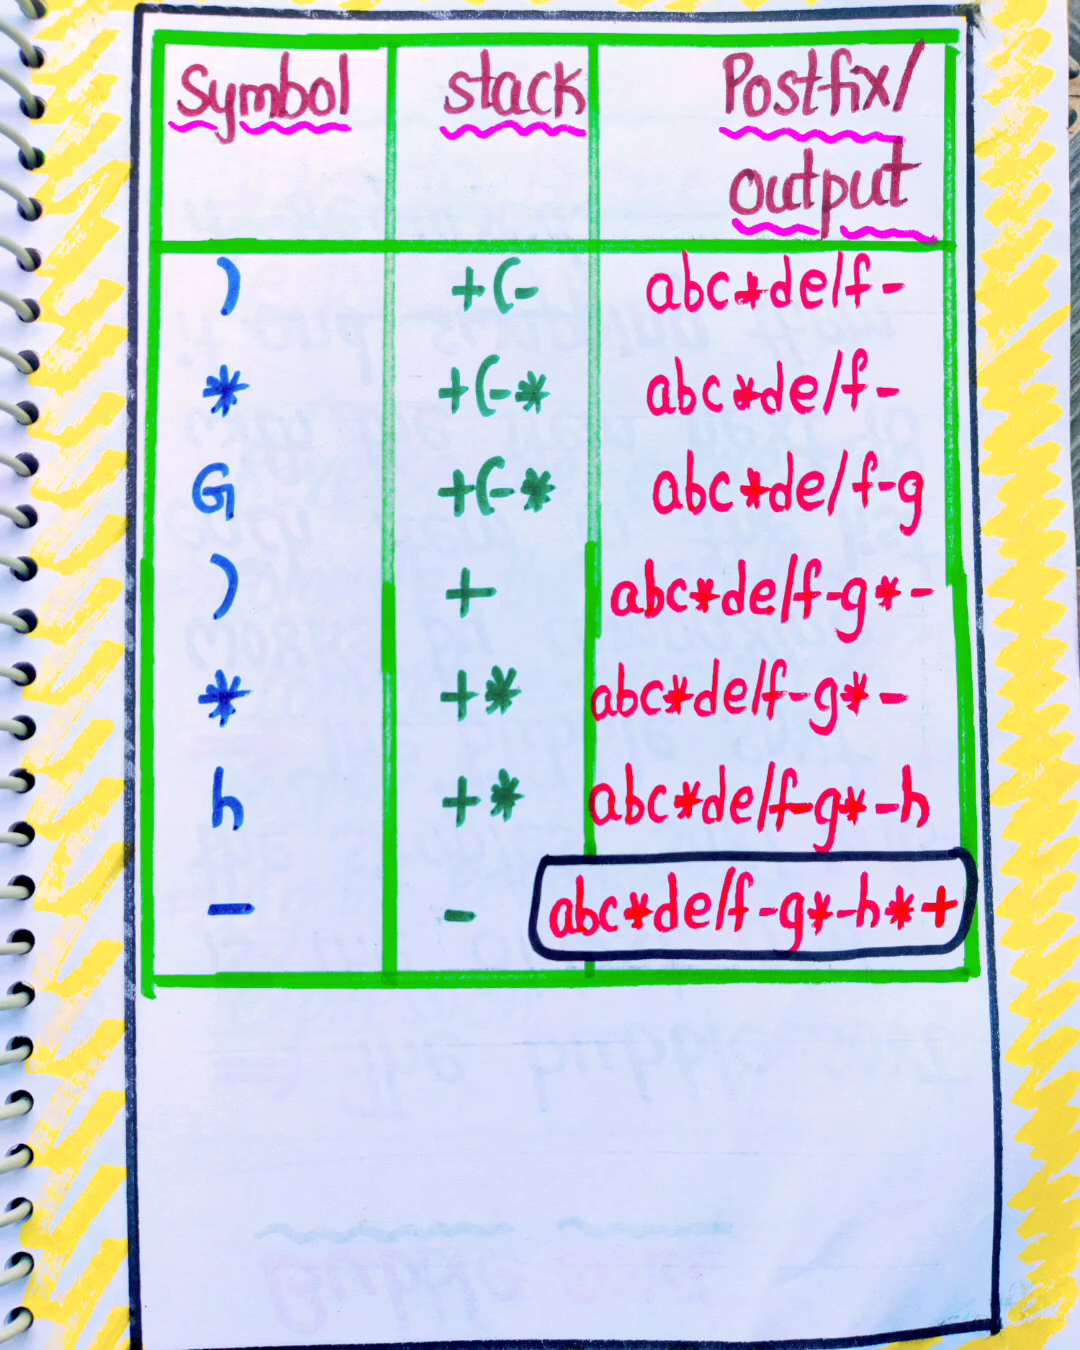 Symbol stack Postfix/
output
) +(- abc*de/f-
* +(-* abc*de/f-
G +(-* abc*de/f-g
) + abc*de/f-g*-
* +* abc*de/f-g*-
h +* abc*de/f-g*-h
- - abc*de/f-g*-h*+